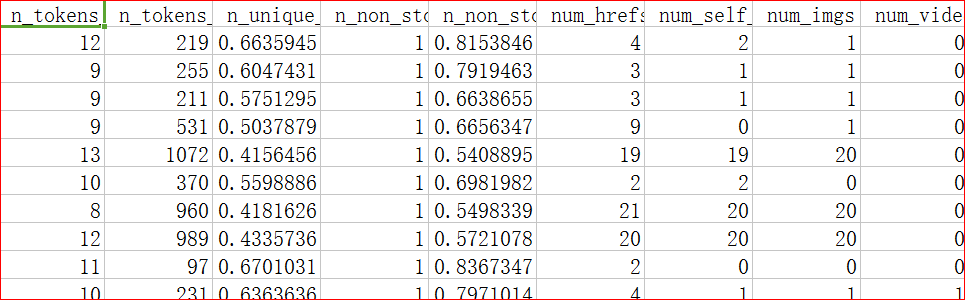 n_tokens n_tokens_ n_unique_ n_non_sto n_non_sto num_hrefs num_self_ num_imgs num_vide
12 219 0.6635945 1 0.8153846 4 2 1 0
9 255 0.6047431 1 0.7919463 3 1 1 0
9 211 0.5751295 1 0.6638655 3 1 1 0
9 531 0.5037879 1 0.6656347 9 0 1 0
13 1072 0.4156456 1 0.5408895 19 19 20 0
10 370 0.5598886 1 0.6981982 2 2 0 0
8 960 0.4181626 1 0.5498339 21 20 20 0
12 989 0.4335736 1 0.5721078 20 20 20 0
11 97 0.6701031 1 0.8367347 2 0 0 0
10 231 0.6363636 1 0.7971014 4 1 1 1